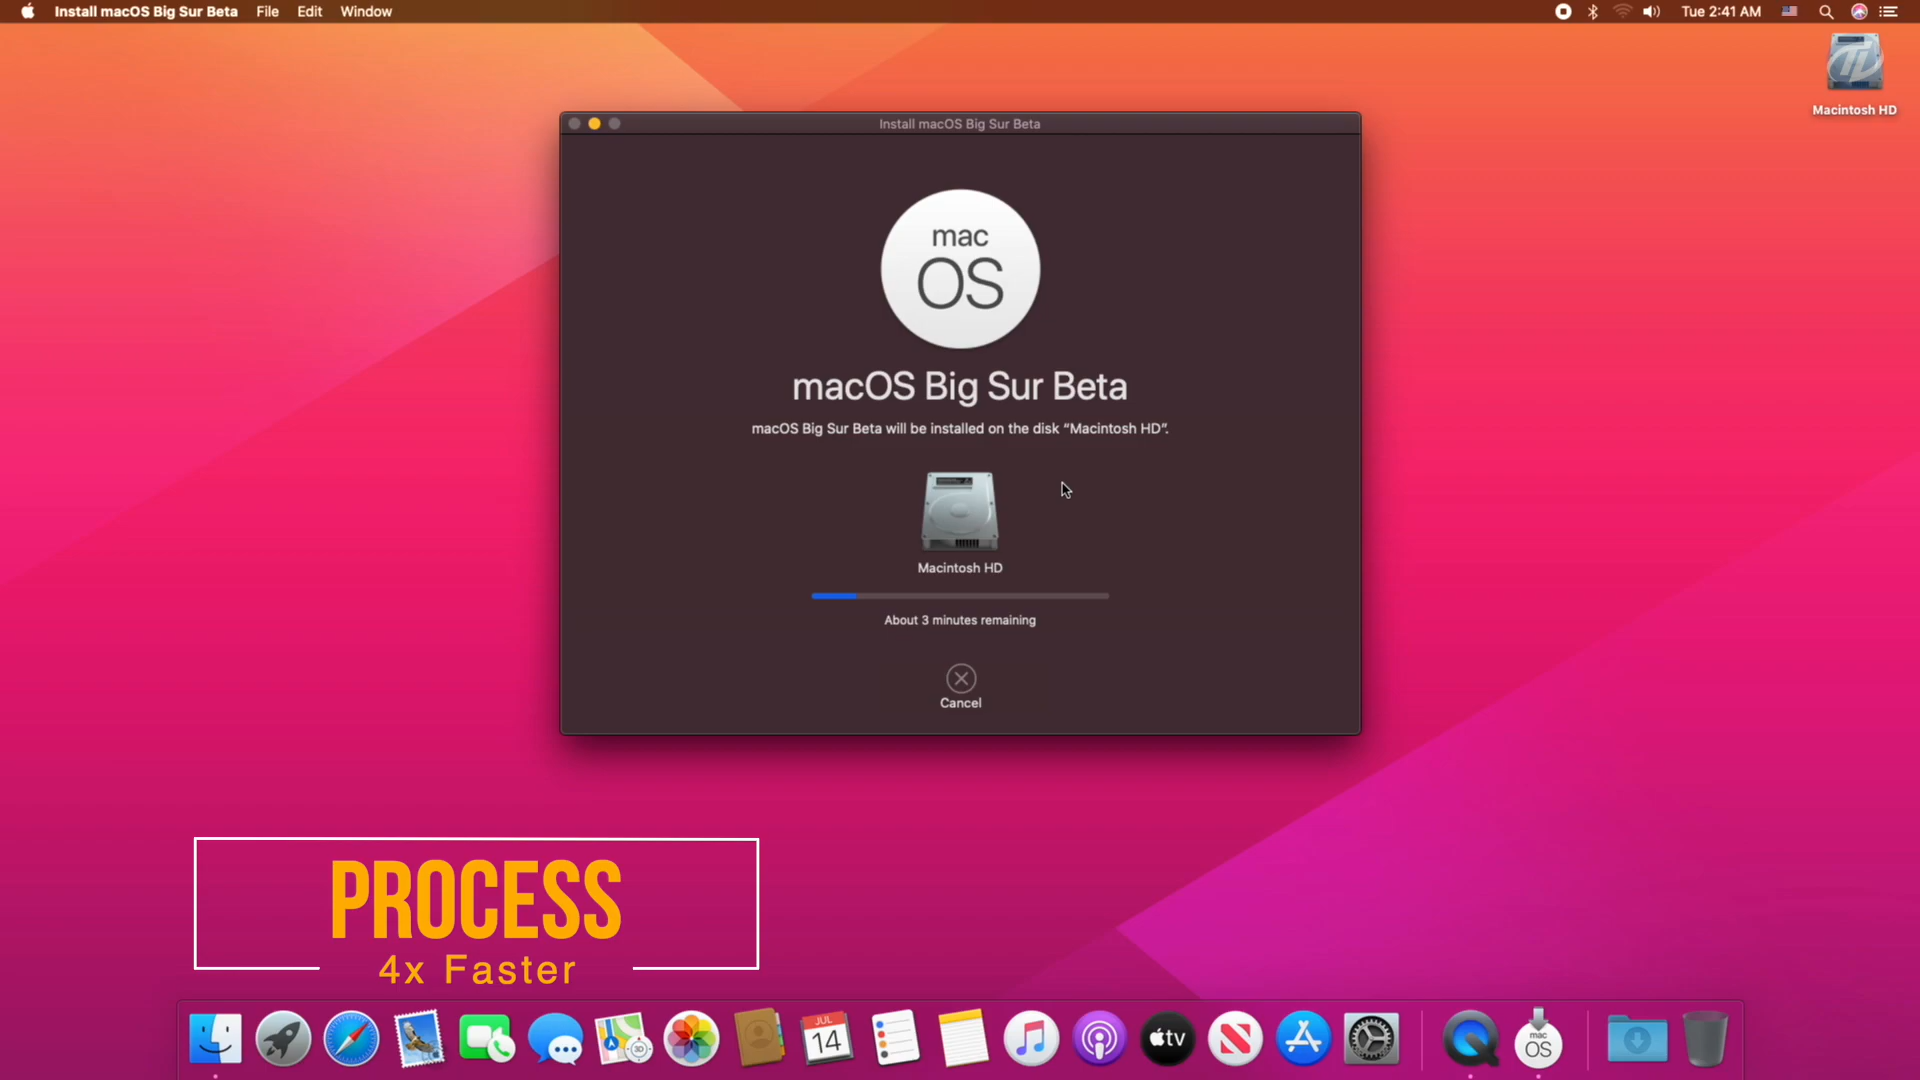 Install macOS Big Sur Beta File Edit Window Tue 2:41 AM
Macintosh HD
Install macOS Big Sur Beta
mac
OS
macOS Big Sur Beta
macOS Big Sur Beta will be installed on the disk “Macintosh HD”.
Macintosh HD
About 3 minutes remaining
Cancel
PROCESS
4x Faster
3D
JUL
14
tv
mac
OS